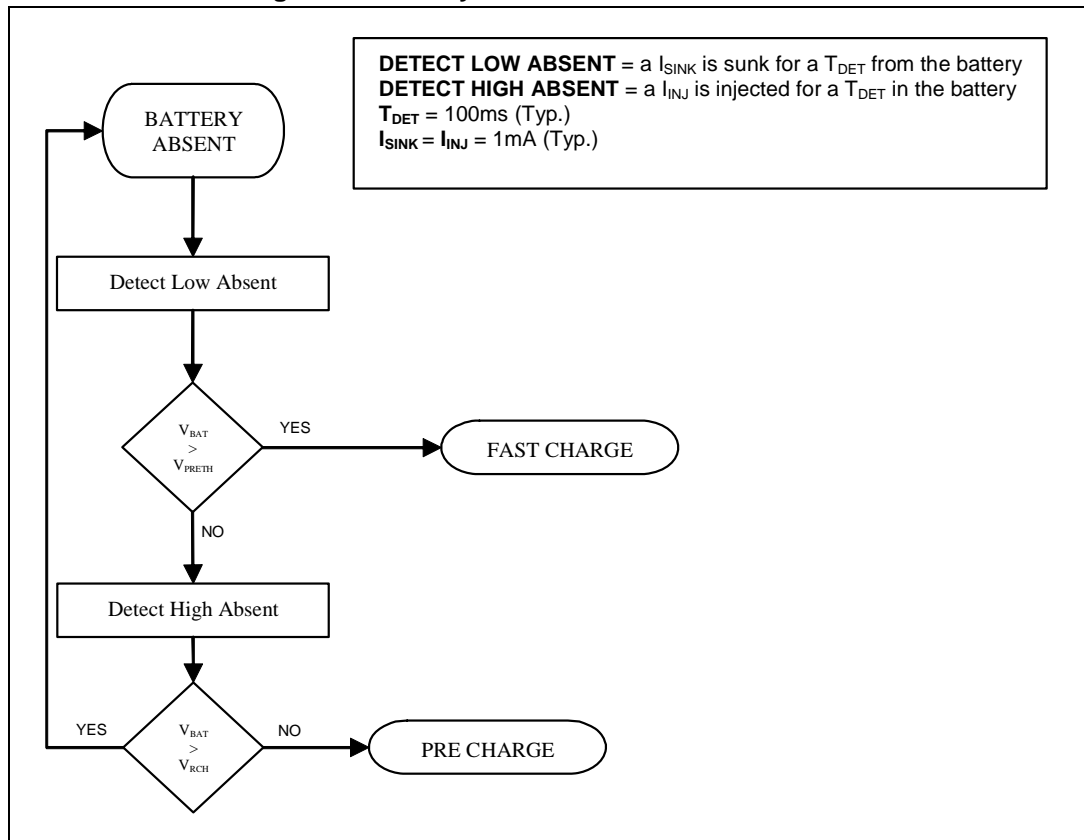 DETECT LOW ABSENT = a ISINK is sunk for a TDET from the battery
DETECT HIGH ABSENT = a IINJ is injected for a TDET in the battery
TDET = 100ms (Typ.)
ISINK = IINJ = 1mA (Typ.)
BATTERY
ABSENT
Detect Low Absent
VBAT
>
VPRETH
YES
FAST CHARGE
NO
Detect High Absent
YES
VBAT
>
VRCH
NO
PRE CHARGE